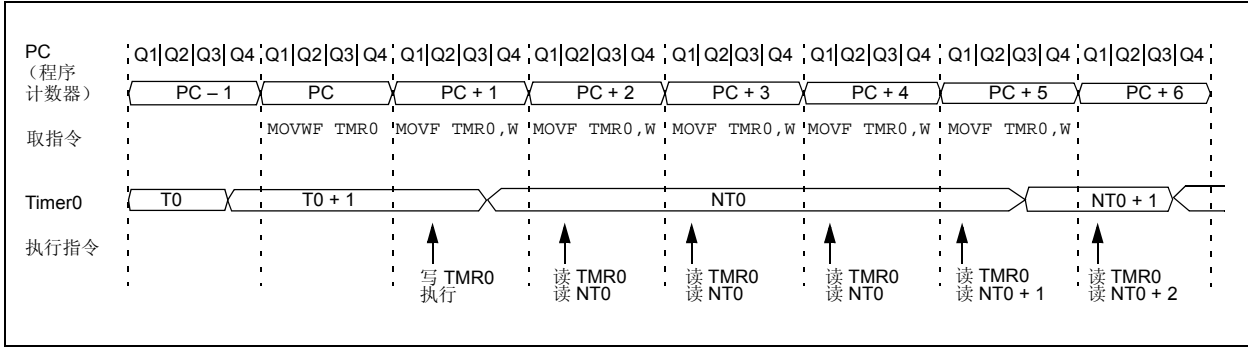 PC
（程序
计数器）
Q1 Q2 Q3 Q4 Q1 Q2 Q3 Q4 Q1 Q2 Q3 Q4 Q1 Q2 Q3 Q4 Q1 Q2 Q3 Q4 Q1 Q2 Q3 Q4 Q1 Q2 Q3 Q4 Q1 Q2 Q3 Q4
PC – 1 PC PC + 1 PC + 2 PC + 3 PC + 4 PC + 5 PC + 6
取指令
MOVWF TMR0 MOVF TMR0,W MOVF TMR0,W MOVF TMR0,W MOVF TMR0,W MOVF TMR0,W
Timer0
T0 T0 + 1 NT0 NT0 + 1
执行指令
写 TMR0
执行
读 TMR0
读 NT0
读 TMR0
读 NT0
读 TMR0
读 NT0
读 TMR0
读 NT0 + 1
读 TMR0
读 NT0 + 2